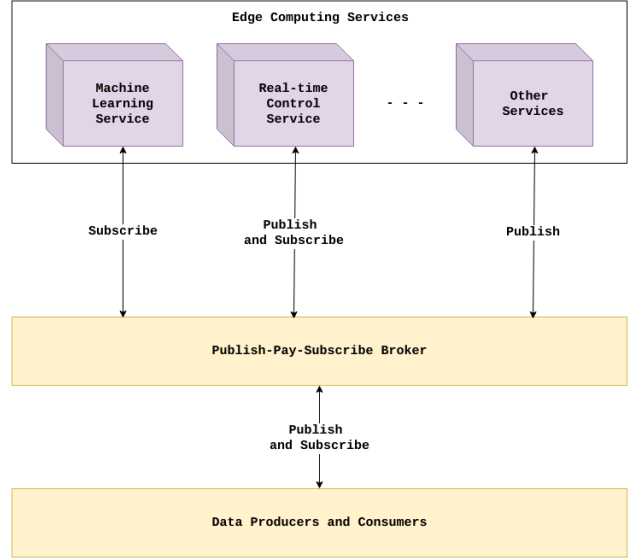 Edge Computing Services
Machine
Learning
Service
Real-time
Control
Service
- - -
Other
Services
Subscribe
Publish
and Subscribe
Publish
Publish-Pay-Subscribe Broker
Publish
and Subscribe
Data Producers and Consumers